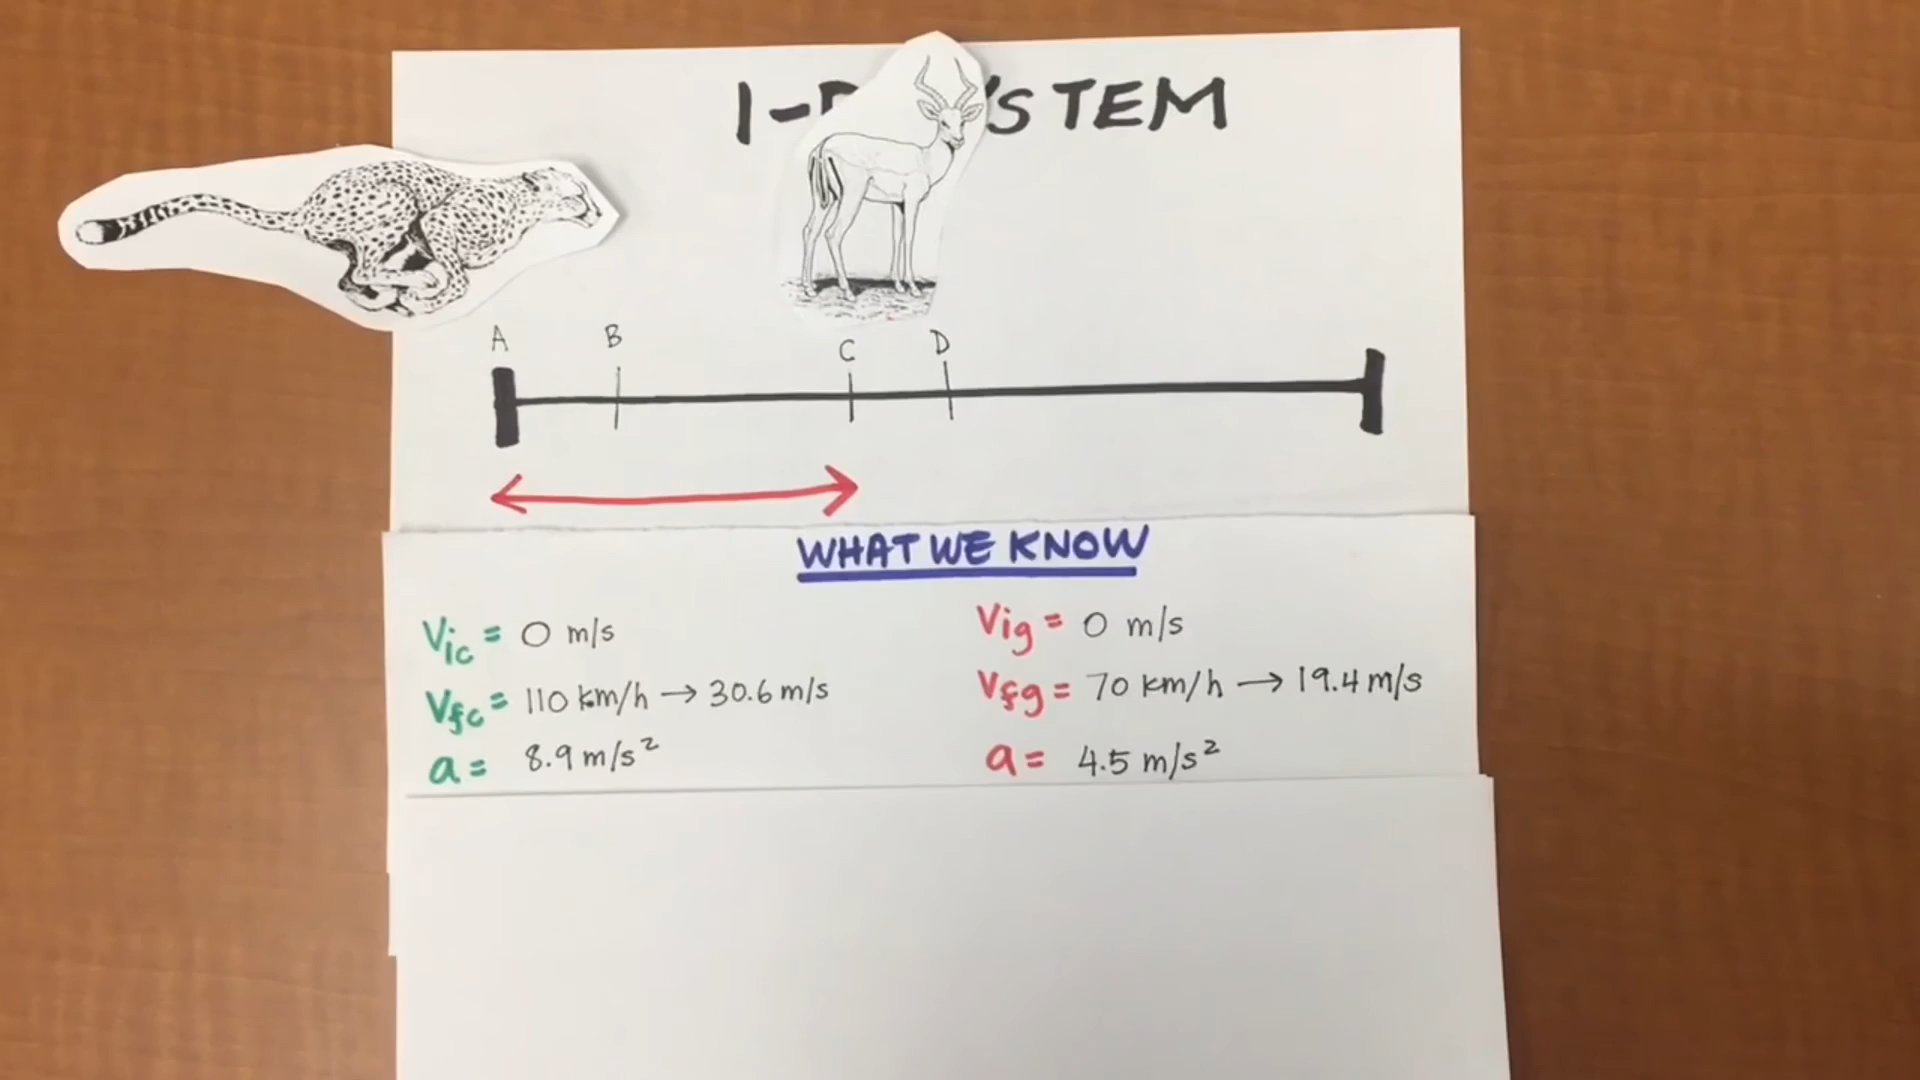 1-D SYSTEM
A B C D
WHAT WE KNOW
Vic = 0 m/s
Vfc = 110 km/h → 30.6 m/s
a = 8.9 m/s²
Vig = 0 m/s
Vfg = 70 km/h → 19.4 m/s
a = 4.5 m/s²